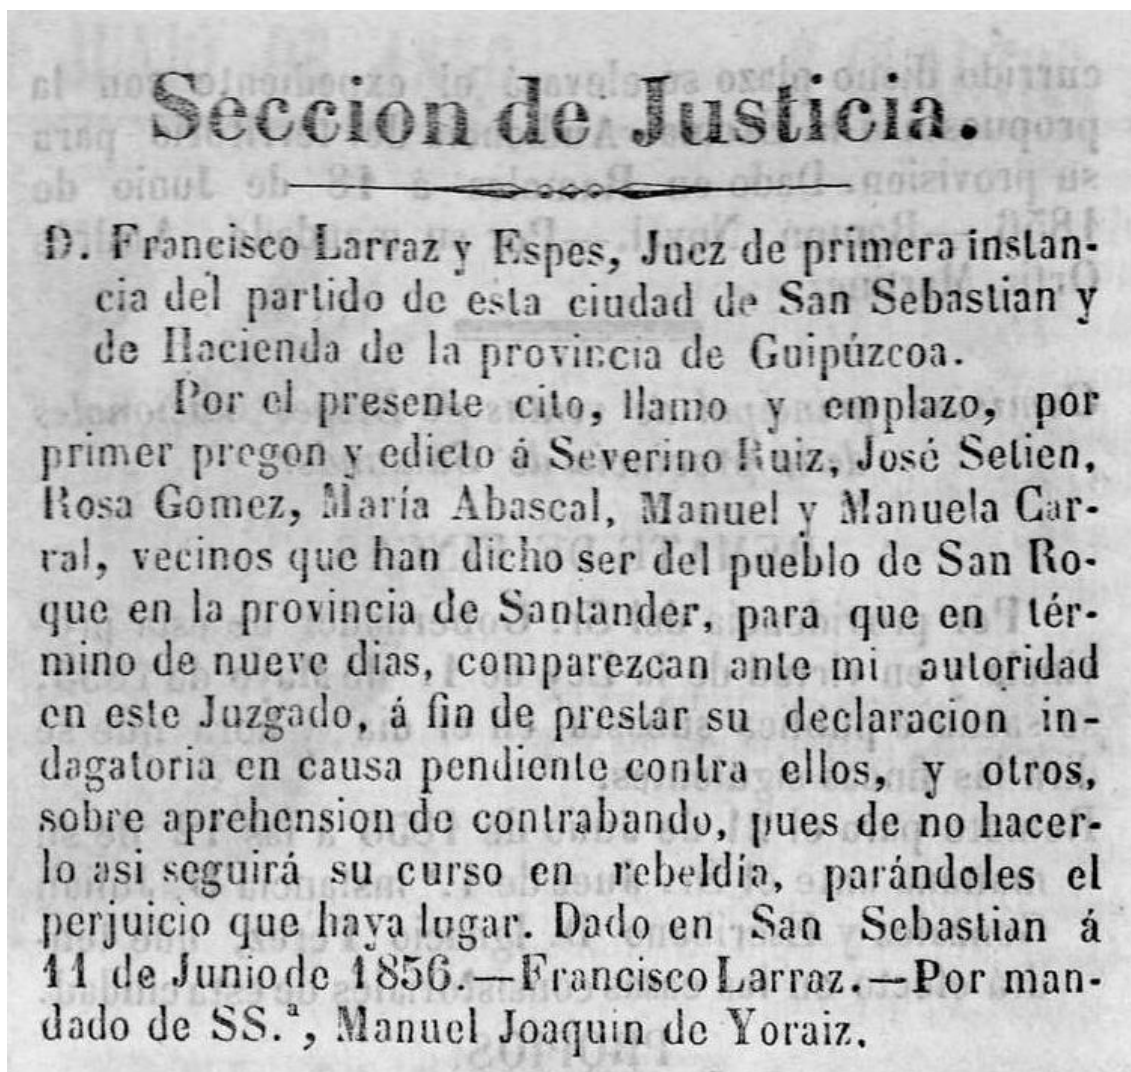 Seccion de Justicia.
D. Francisco Larraz y Espes, Juez de primera instan-
cia del partido de esta ciudad de San Sebastian y
de Hacienda de la provincia de Guipúzcoa.
Por el presente cito, llamo y emplazo, por
primer pregon y edicto á Severino Ruiz, José Setien,
Rosa Gomez, María Abascal, Manuel y Manuela Car-
ral, vecinos que han dicho ser del pueblo de San Ro-
que en la provincia de Santander, para que en tér-
mino de nueve dias, comparezcan ante mi autoridad
en este Juzgado, á fin de prestar su declaracion in-
dagatoria en causa pendiente contra ellos, y otros,
sobre aprehension de contrabando, pues de no hacer-
lo asi seguirá su curso en rebeldia, parándoles el
perjuicio que haya lugar. Dado en San Sebastian á
11 de Junio de 1856.—Francisco Larraz.—Por man-
dado de SS.ª, Manuel Joaquin de Yoraiz.